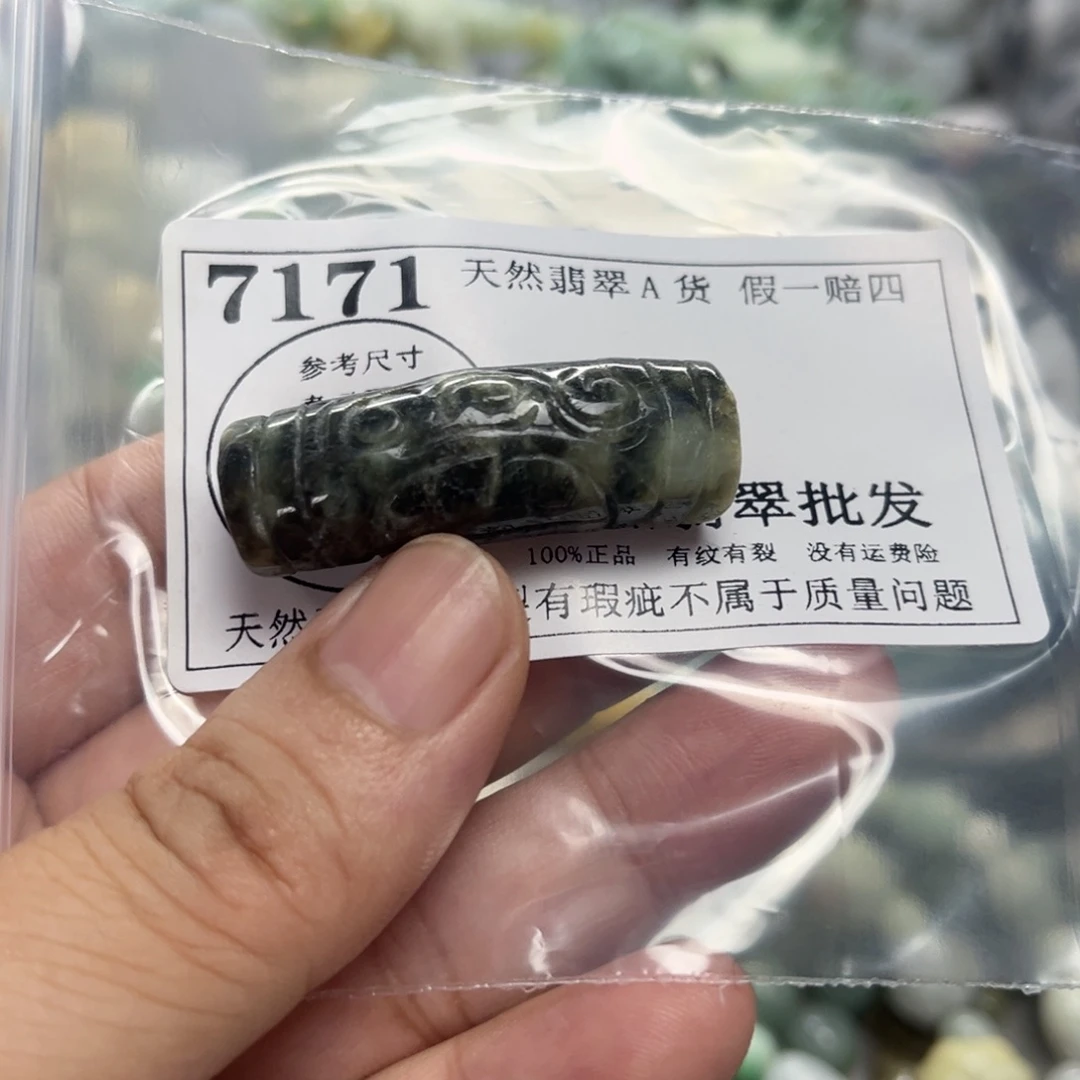 7171 天然翡翠A货 假一赔四
参考尺寸
翠批发
100%正品 有纹有裂 没有运费险
天然
有瑕疵不属于质量问题